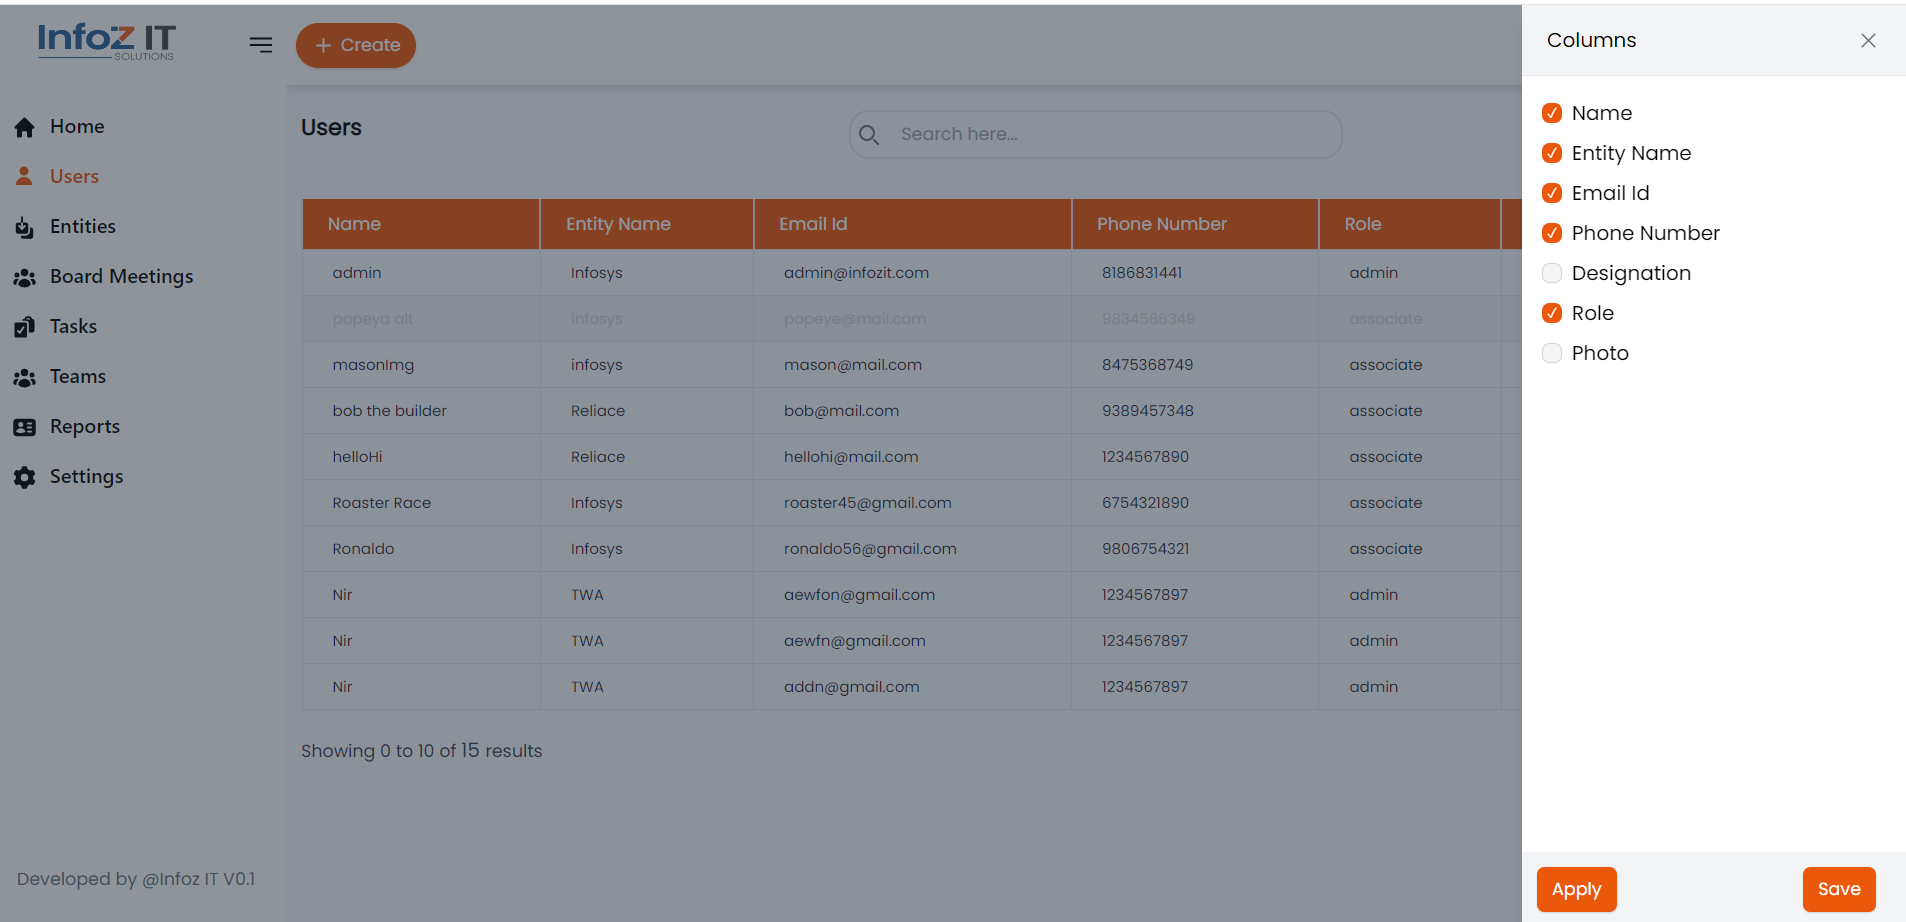 Infoz IT
SOLUTIONS
Create
Columns
Home
Users
Entities
Board Meetings
Tasks
Teams
Reports
Settings
Users
Search here...
Name Entity Name Email Id Phone Number Role
admin Infosys admin@infozit.com 8186831441 admin
popeya alt infosys popeye@mail.com 9834586349 associate
masonImg infosys mason@mail.com 8475368749 associate
bob the builder Reliace bob@mail.com 9389457348 associate
helloHi Reliace hellohi@mail.com 1234567890 associate
Roaster Race Infosys roaster45@gmail.com 6754321890 associate
Ronaldo Infosys ronaldo56@gmail.com 9806754321 associate
Nir TWA aewfon@gmail.com 1234567897 admin
Nir TWA aewfn@gmail.com 1234567897 admin
Nir TWA addn@gmail.com 1234567897 admin
Showing 0 to 10 of 15 results
Developed by @Infoz IT V0.1
Name
Entity Name
Email Id
Phone Number
Designation
Role
Photo
Apply
Save